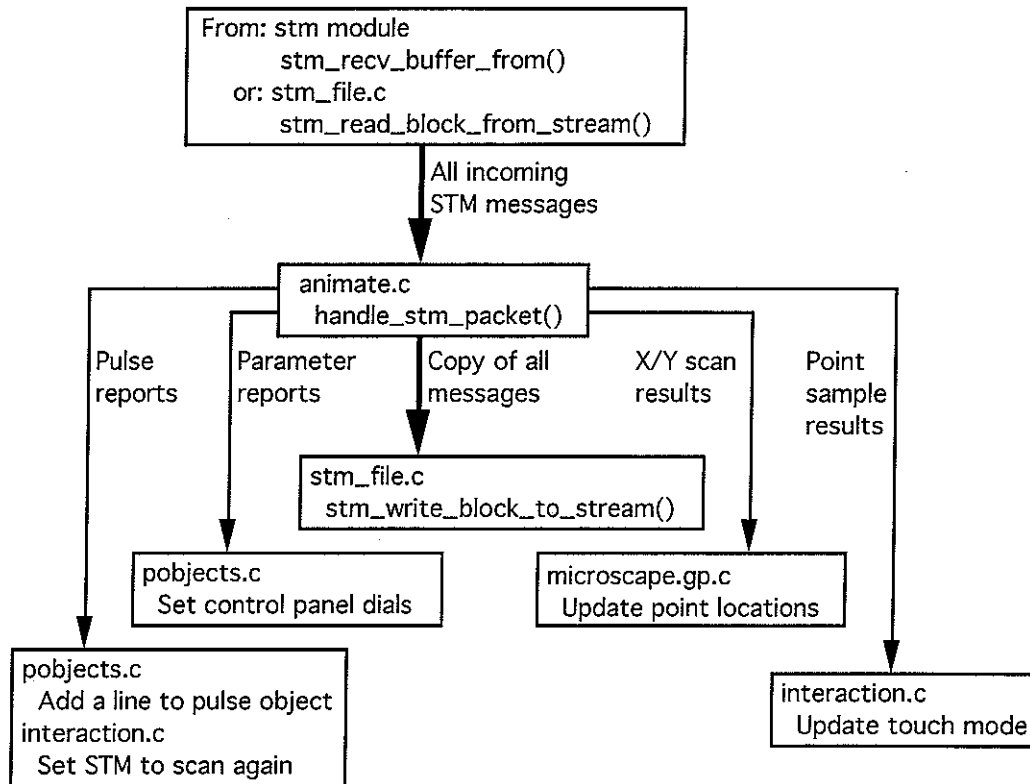 From: stm module
stm_recv_buffer_from()
or: stm_file.c
stm_read_block_from_stream()
All incoming
STM messages
animate.c
handle_stm_packet()
Pulse
reports
Parameter
reports
Copy of all
messages
X/Y scan
results
Point
sample
results
stm_file.c
stm_write_block_to_stream()
pobjects.c
Set control panel dials
microscape.gp.c
Update point locations
pobjects.c
Add a line to pulse object
interaction.c
Set STM to scan again
interaction.c
Update touch mode